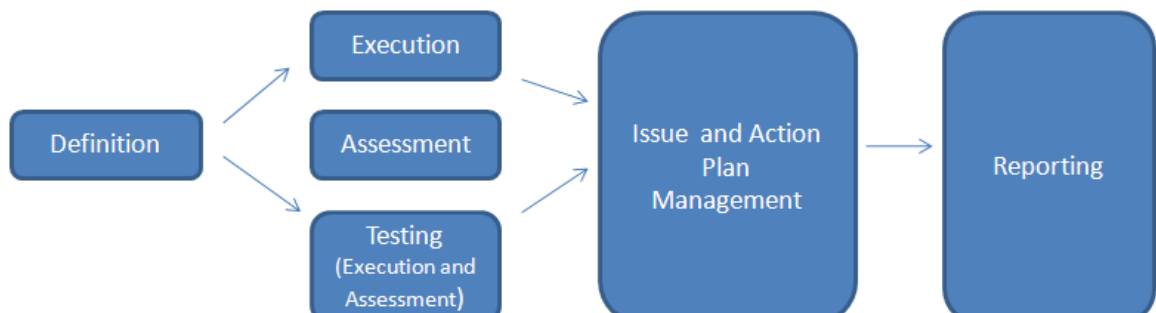 Definition
Execution
Assessment
Testing
(Execution and
Assessment)
Issue and Action
Plan
Management
Reporting